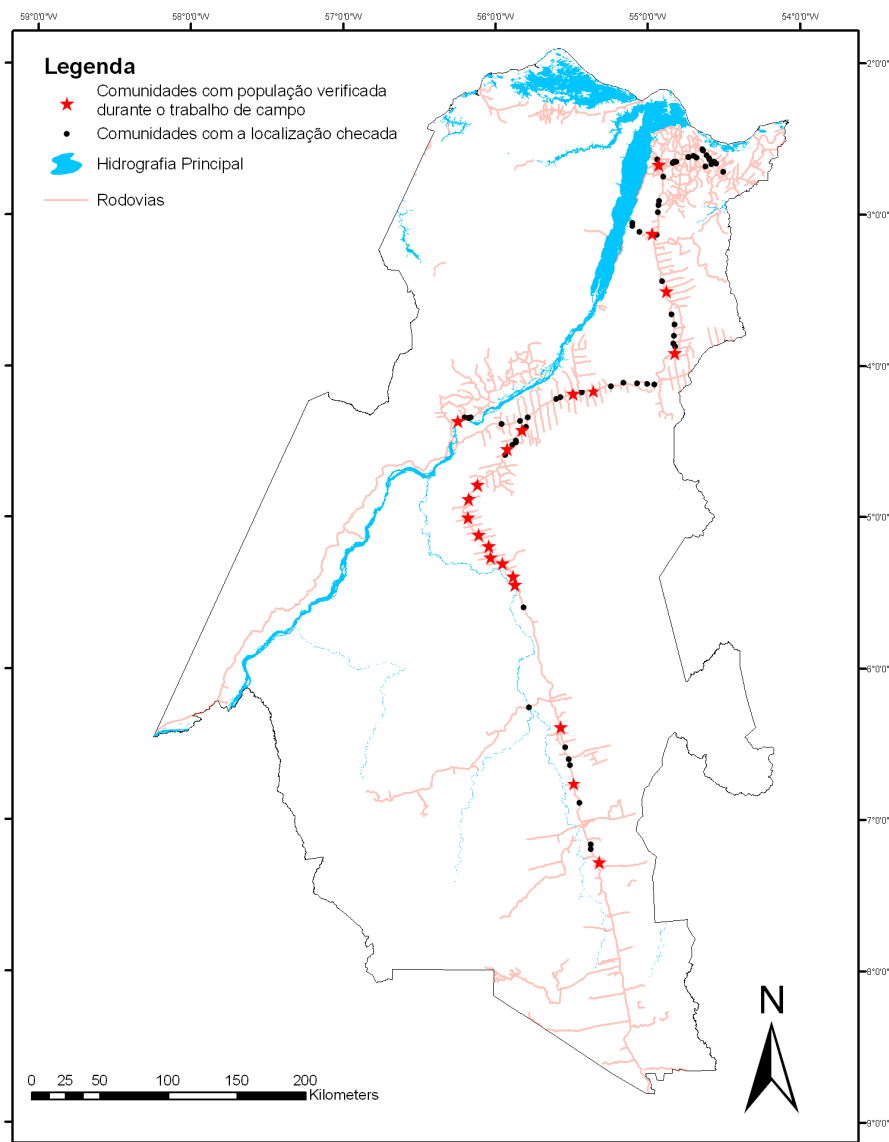 59°0'0" 58°0'0" 57°0'0" 56°0'0" 55°0'0" 54°0'0"
Legenda
Comunidades com população verificada
durante o trabalho de campo
Comunidades com a localização checada
Hidrografia Principal
Rodovias
2°0'0"
3°0'0"
4°0'0"
5°0'0"
6°0'0"
7°0'0"
8°0'0"
9°0'0"
N
0 25 50 100 150 200
Kilometers